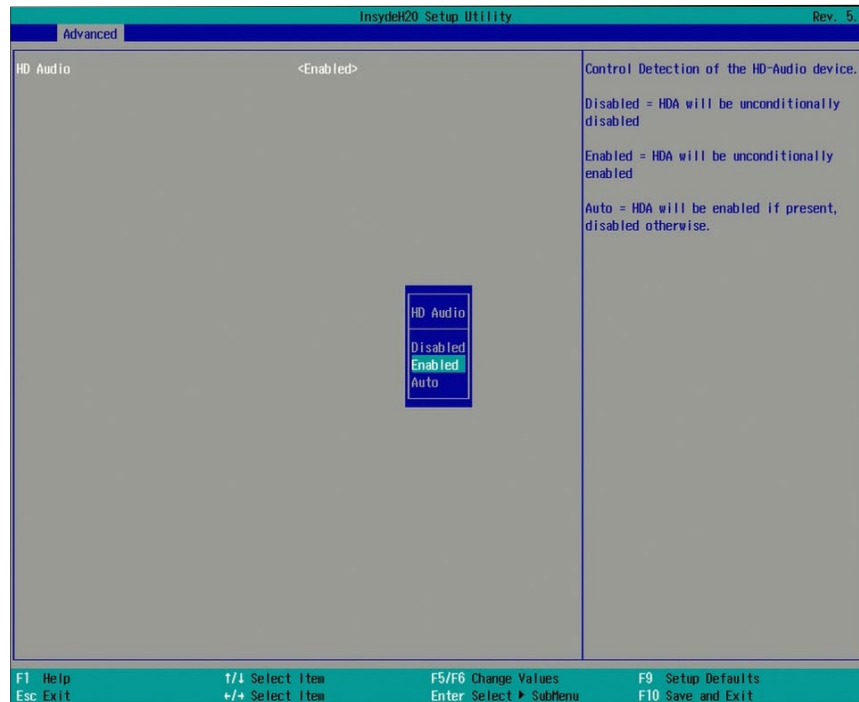 InsydeH20 Setup Utility Rev. 5.
Advanced
HD Audio <Enabled>
Control Detection of the HD-Audio device.
Disabled = HDA will be unconditionally
disabled
Enabled = HDA will be unconditionally
enabled
Auto = HDA will be enabled if present,
disabled otherwise.
HD Audio
Disabled
Enabled
Auto
F1 Help ↑/↓ Select Item F5/F6 Change Values F9 Setup Defaults
Esc Exit ←/→ Select Item Enter Select ▶ SubMenu F10 Save and Exit